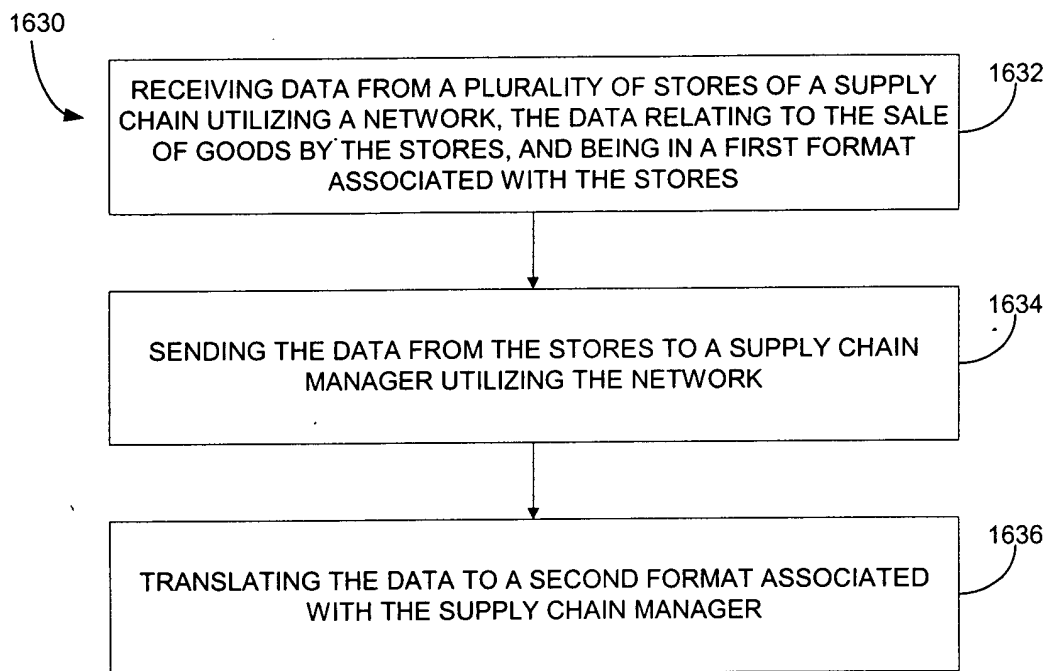 1630
1632
RECEIVING DATA FROM A PLURALITY OF STORES OF A SUPPLY
CHAIN UTILIZING A NETWORK, THE DATA RELATING TO THE SALE
OF GOODS BY THE STORES, AND BEING IN A FIRST FORMAT
ASSOCIATED WITH THE STORES
1634
SENDING THE DATA FROM THE STORES TO A SUPPLY CHAIN
MANAGER UTILIZING THE NETWORK
1636
TRANSLATING THE DATA TO A SECOND FORMAT ASSOCIATED
WITH THE SUPPLY CHAIN MANAGER